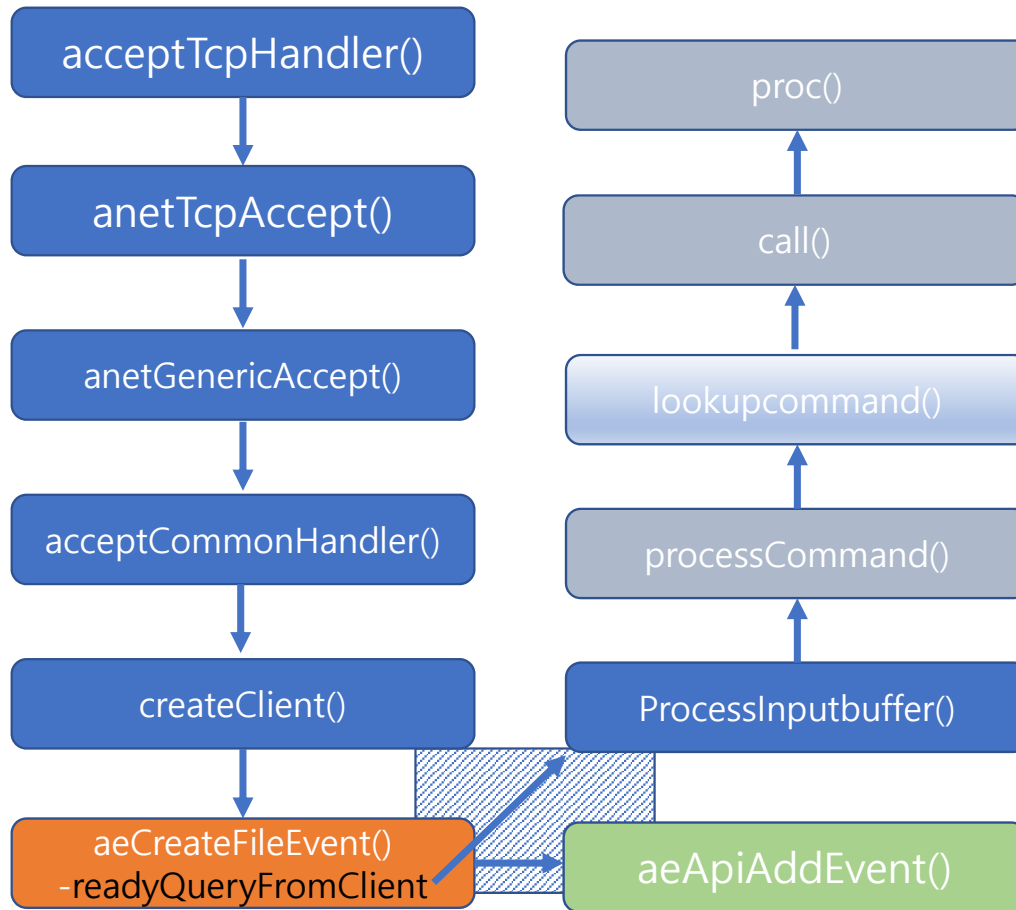 acceptTcpHandler()
anetTcpAccept()
anetGenericAccept()
acceptCommonHandler()
createClient()
aeCreateFileEvent()
-readyQueryFromClient
proc()
call()
lookupcommand()
processCommand()
ProcessInputbuffer()
aeApiAddEvent()